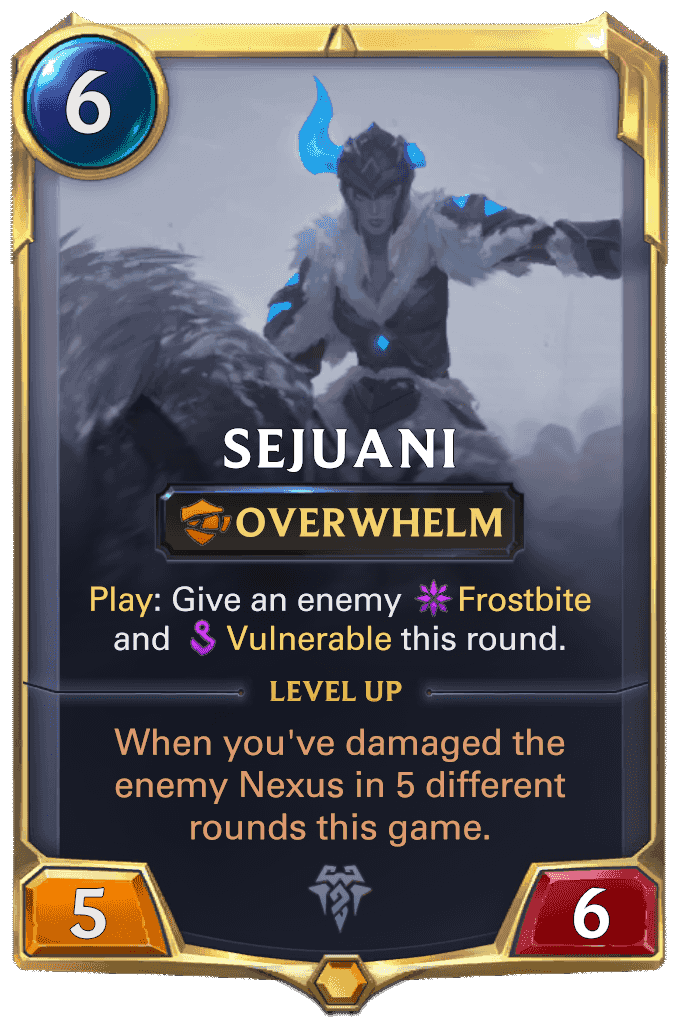 6
SEJUANI
OVERWHELM
Play: Give an enemy Frostbite
and Vulnerable this round.
LEVEL UP
When you've damaged the
enemy Nexus in 5 different
rounds this game.
5
6